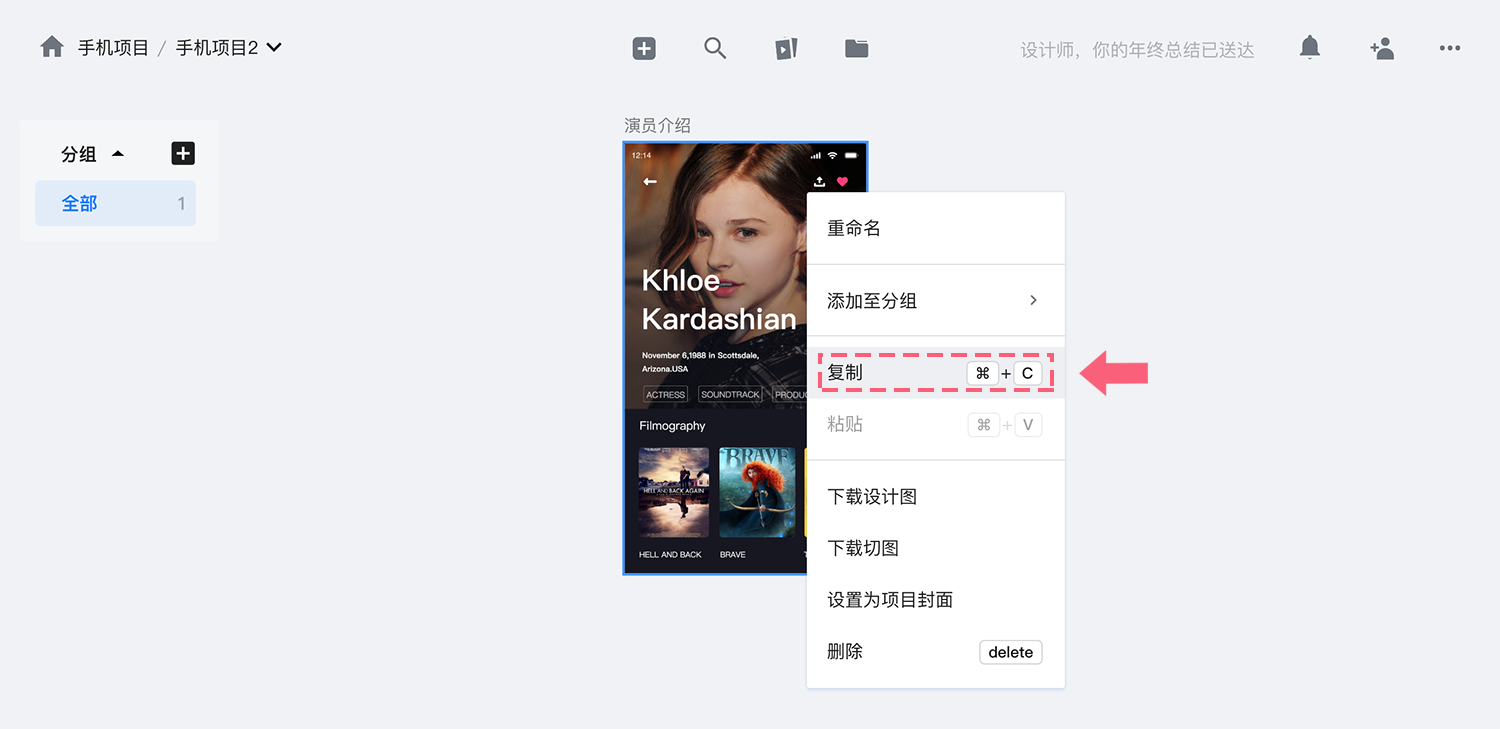 手机项目 / 手机项目2
设计师，你的年终总结已送达
分组
全部 1
演员介绍
12:14
Khloe
Kardashian
November 6,1988 in Scottsdale,
Arizona.USA
ACTRESS SOUNDTRACK PRODU
Filmography
HELL AND BACK AGAIN
BRAVE
HELL AND BACK BRAVE T
重命名
添加至分组
复制 ⌘ + C
粘贴 ⌘ + V
下载设计图
下载切图
设置为项目封面
删除 delete